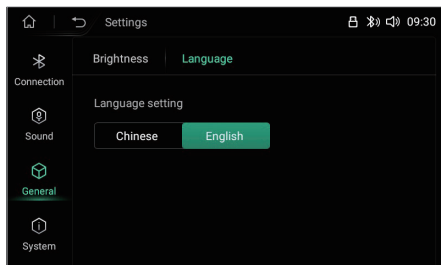 Settings 09:30
Connection
Sound
General
System
Brightness Language
Language setting
Chinese English